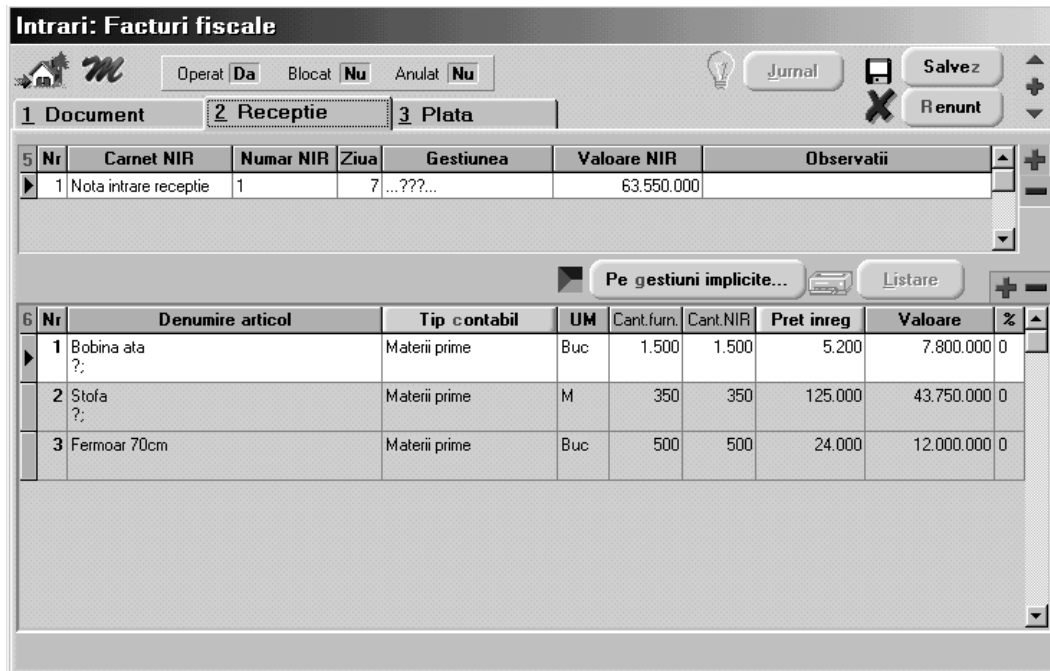 Intrari: Facturi fiscale
Operat Da Blocat Nu Anulat Nu Jurnal Salvez
Renunt
1 Document 2 Receptie 3 Plata
5 Nr Carnet NIR Numar NIR Ziua Gestiunea Valoare NIR Observatii
1 Nota intrare receptie 1 7 ...???... 63.550.000
Pe gestiuni implicite... Listare
6 Nr Denumire articol Tip contabil UM Cant.furn. Cant.NIR Pret inreg Valoare %
1 Bobina ata Materii prime Buc 1.500 1.500 5.200 7.800.000 0
?;
2 Stofa Materii prime M 350 350 125.000 43.750.000 0
?;
3 Fermoar 70cm Materii prime Buc 500 500 24.000 12.000.000 0